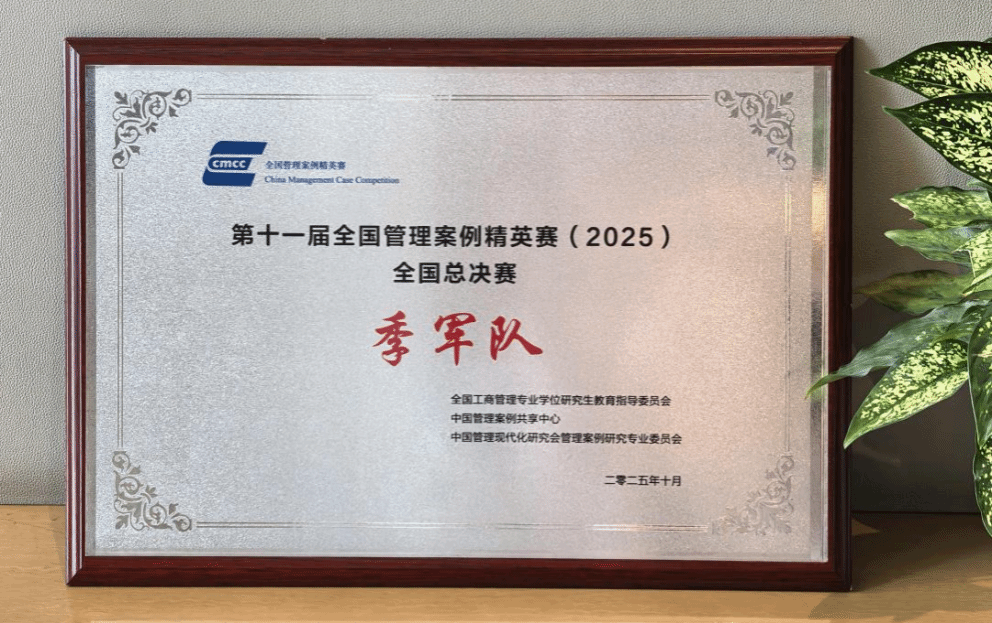 cmcc
全国管理案例精英赛
China Management Case Competition
第十一届全国管理案例精英赛（2025）
全国总决赛
季军队
全国工商管理专业学位研究生教育指导委员会
中国管理案例共享中心
中国管理现代化研究会管理案例研究专业委员会
二零二五年十月